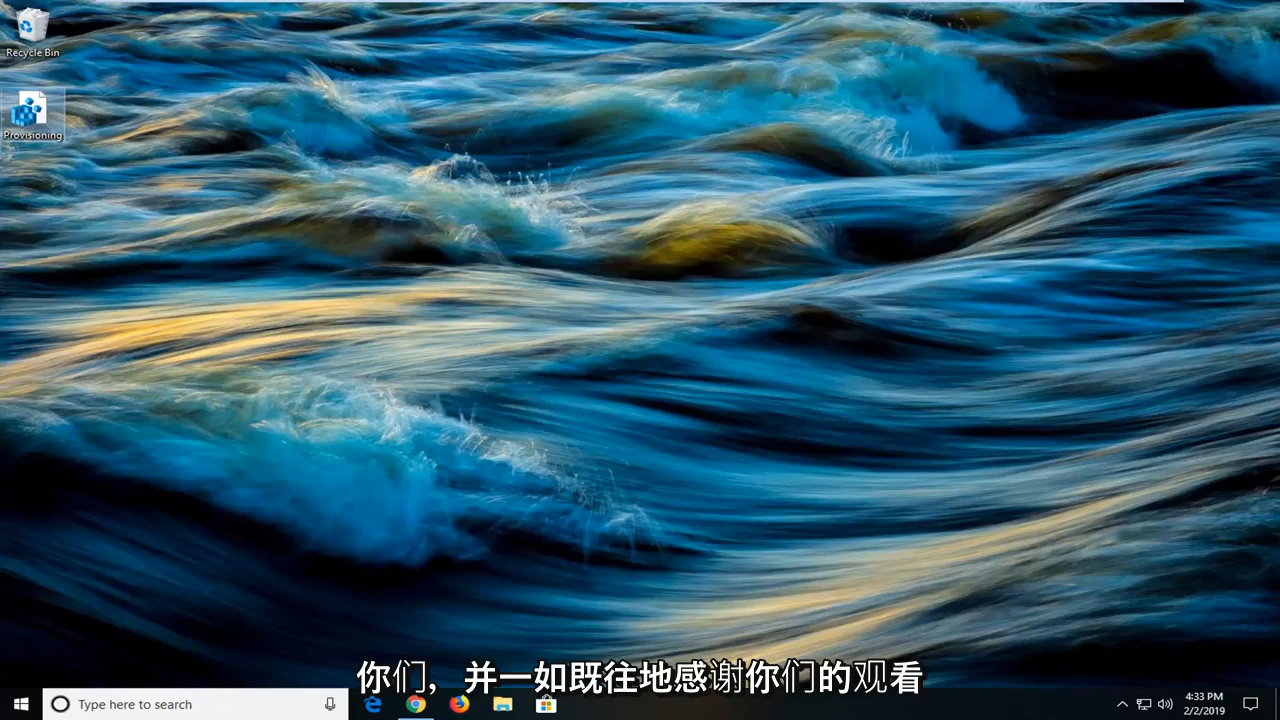 Recycle Bin
Provisioning
你们，并一如既往地感谢你们的观看
Type here to search
4:33 PM
2/2/2019